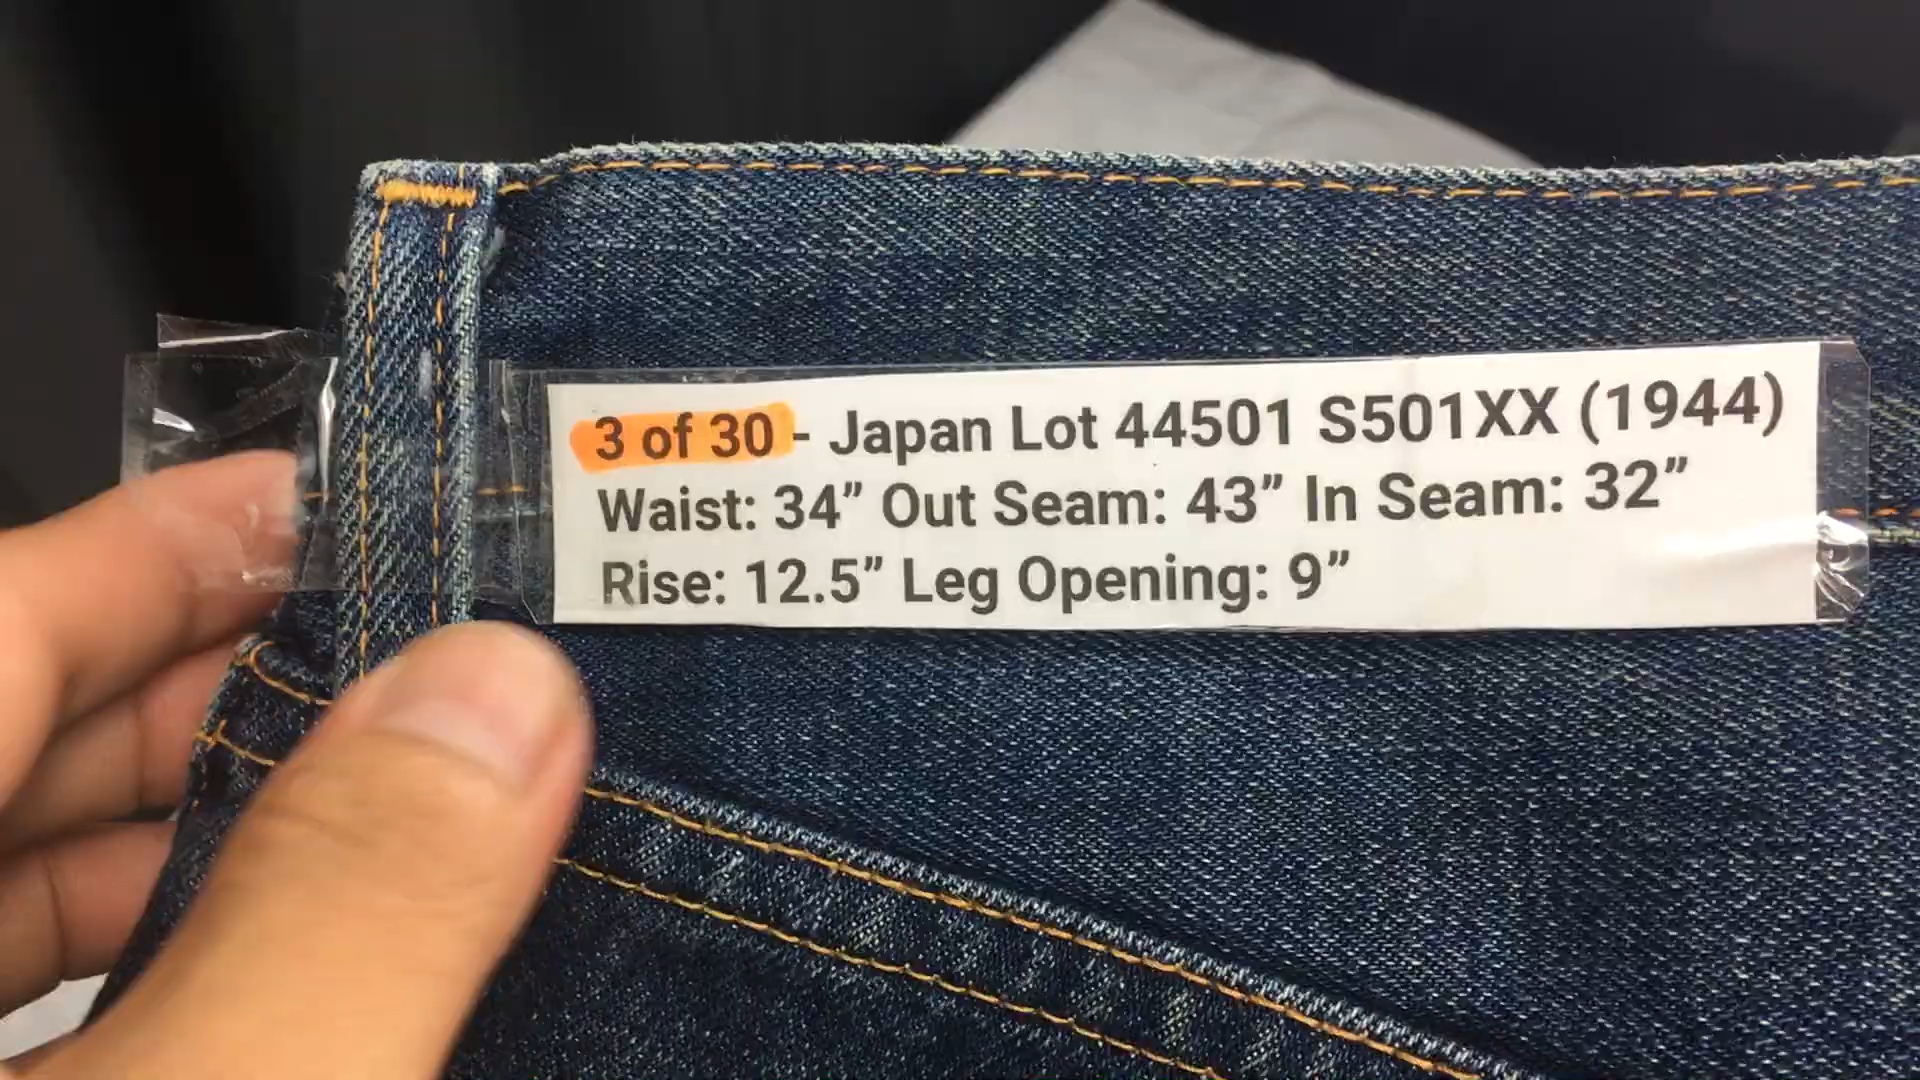 3 of 30 - Japan Lot 44501 S501XX (1944)
Waist: 34” Out Seam: 43” In Seam: 32”
Rise: 12.5” Leg Opening: 9”